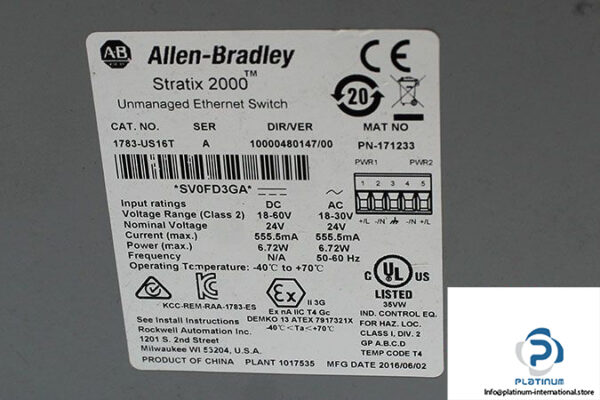 AB Allen-Bradley
Stratix 2000™
Unmanaged Ethernet Switch
CE
20
CAT. NO. SER DIR/VER MAT NO
1783-US16T A 10000480147/00 PN-171233
PWR1 PWR2
1 2 3 4 5
+/L -/N -/N +/L
*SV0FD3GA*
Input ratings DC AC
Voltage Range (Class 2) 18-60V 18-30V
Nominal Voltage 24V 24V
Current (max.) 555.5mA 555.5mA
Power (max.) 6.72W 6.72W
Frequency N/A 50-60 Hz
Operating Temperature: -40°C to +70°C
KCC-REM-RAA-1783-ES
Ex II 3G
Ex nA IIC T4 Gc
DEMKO 13 ATEX 7917321X
-40°C <Ta<+70°C
C UL US
LISTED
35VW
IND. CONTROL EQ.
FOR HAZ. LOC.
CLASS I, DIV. 2
GP A,B,C,D
TEMP CODE T4
See Install Instructions
Rockwell Automation Inc.
1201 S. 2nd Street
Milwaukee WI 53204, U.S.A.
PRODUCT OF CHINA PLANT 1017535 MFG DATE 2016/06/02
PLATINUM
INTERNATIONAL
Info@platinum-international.store